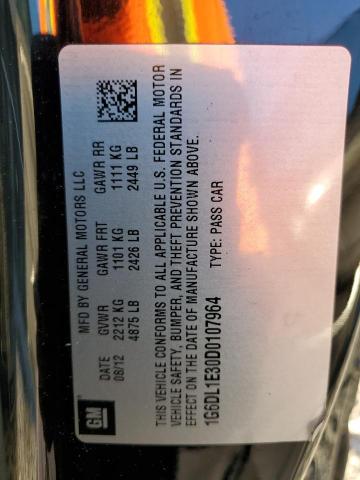 MFD BY GENERAL MOTORS LLC
DATE GVWR GAWR FRT GAWR RR
08/12 2212 KG 1101 KG 1111 KG
4875 LB 2426 LB 2449 LB
THIS VEHICLE CONFORMS TO ALL APPLICABLE U.S. FEDERAL MOTOR
VEHICLE SAFETY, BUMPER, AND THEFT PREVENTION STANDARDS IN
EFFECT ON THE DATE OF MANUFACTURE SHOWN ABOVE.
1G6DL1E30D0107964 TYPE: PASS CAR
GM